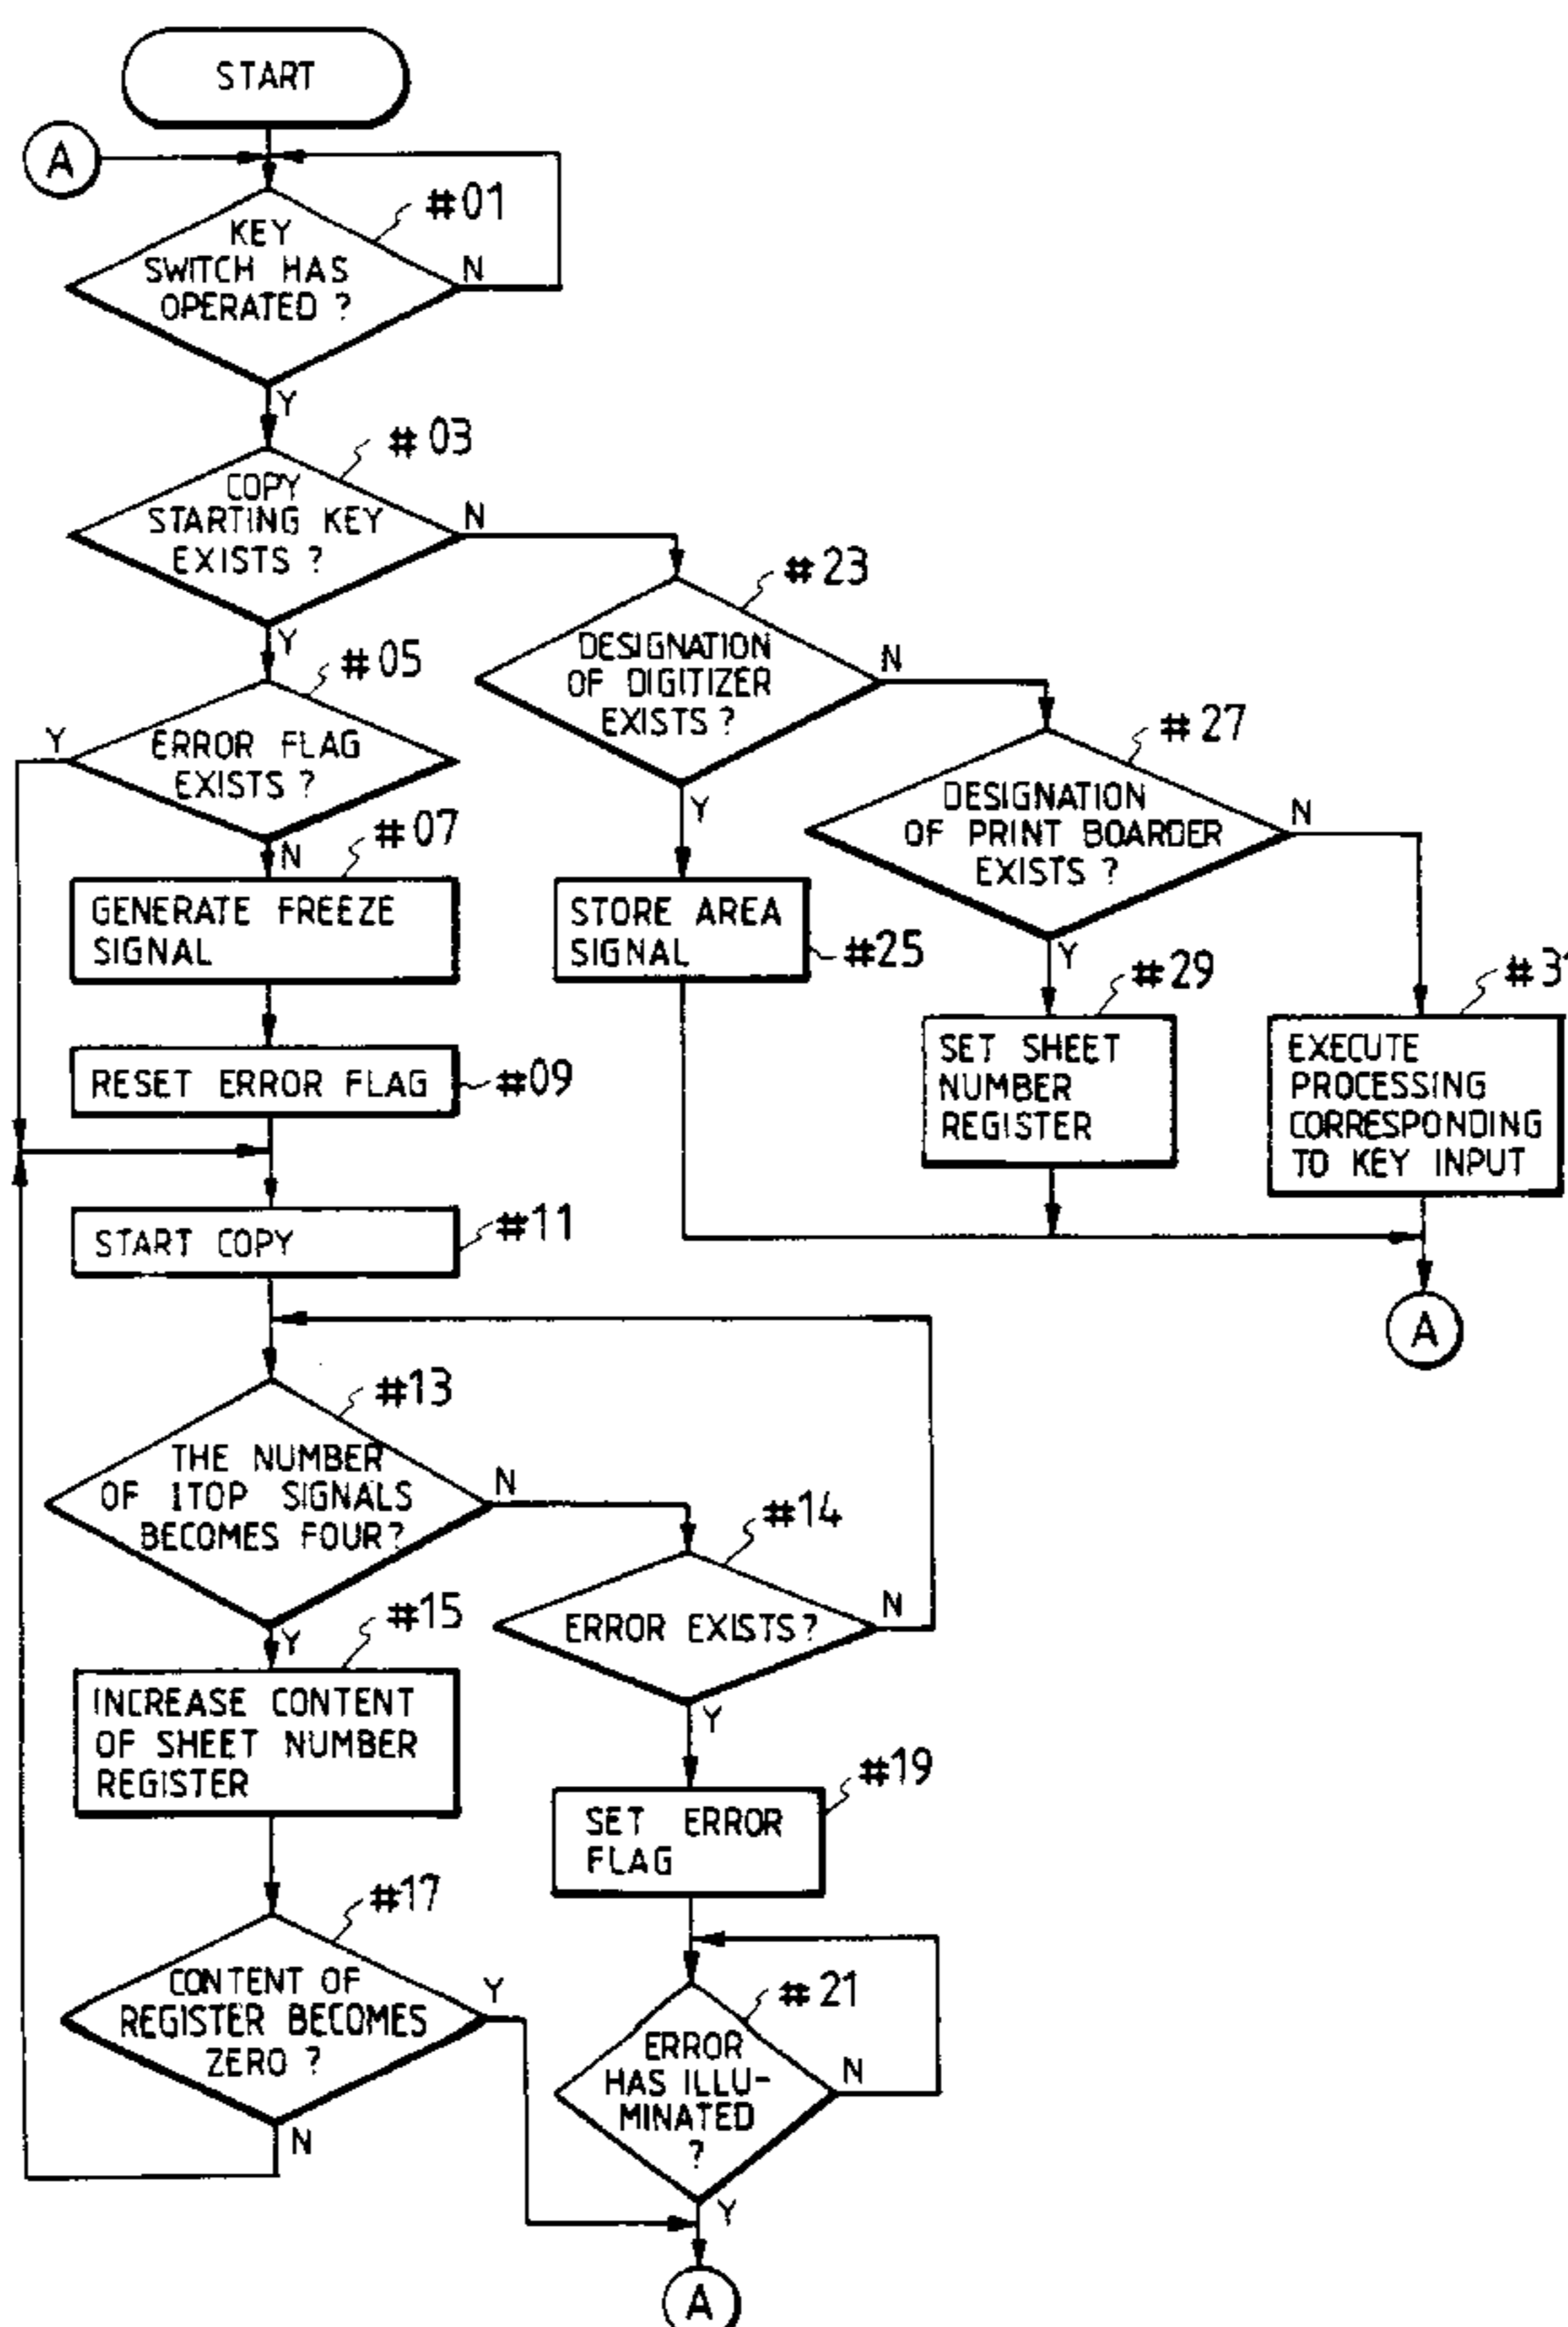 START
A
#01
KEY
SWITCH HAS
OPERATED ?
N
Y
#03
COPY
STARTING KEY
EXISTS ?
N
Y
#05
ERROR FLAG
EXISTS ?
Y
N
#07
GENERATE FREEZE
SIGNAL
RESET ERROR FLAG
#09
START COPY
#11
#13
THE NUMBER
OF ITOP SIGNALS
BECOMES FOUR?
N
Y
#15
INCREASE CONTENT
OF SHEET NUMBER
REGISTER
#17
CONTENT OF
REGISTER BECOMES
ZERO ?
Y
N
#23
DESIGNATION
OF DIGITIZER
EXISTS ?
N
Y
STORE AREA
SIGNAL
#25
#27
DESIGNATION
OF PRINT BOARDER
EXISTS ?
N
Y
#29
SET SHEET
NUMBER
REGISTER
EXECUTE
PROCESSING
CORRESPONDING
TO KEY INPUT
A
#14
ERROR EXISTS?
N
Y
#19
SET ERROR
FLAG
#21
ERROR
HAS ILLU-
MINATED
?
N
Y
A